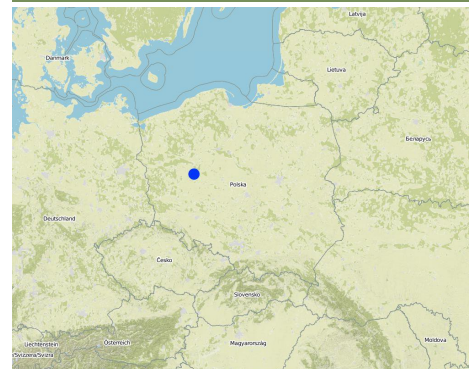 Latvija
Danmark
Lietuva
Беларусь
Polska
Deutschland
Česko
Slovensko
Liechtenstein
Österreich
Magyarország
Moldova
Svizzera/Svizra